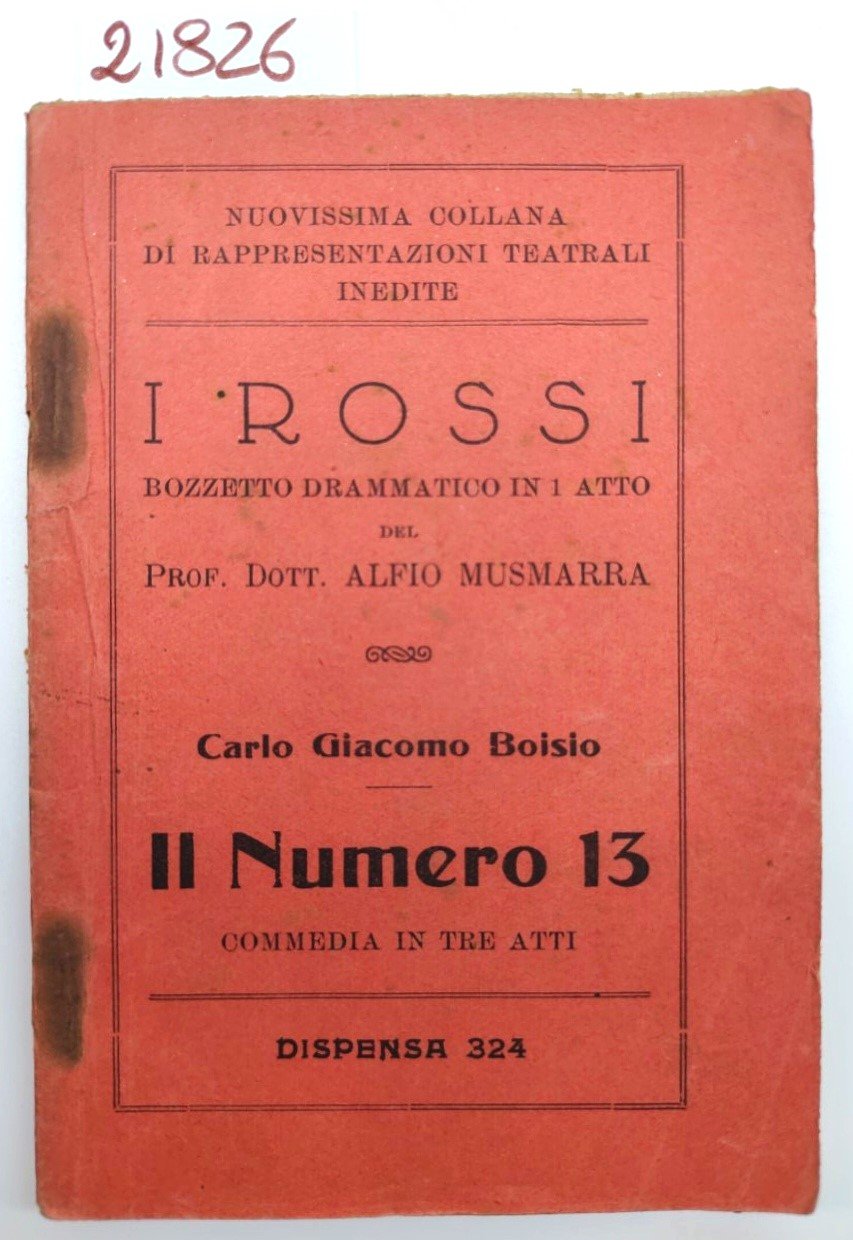 21826
NUOVISSIMA COLLANA
DI RAPPRESENTAZIONI TEATRALI
INEDITE
I ROSSI
BOZZETTO DRAMMATICO IN 1 ATTO
DEL
PROF. DOTT. ALFIO MUSMARRA
Carlo Giacomo Boisio
Il Numero 13
COMMEDIA IN TRE ATTI
DISPENSA 324